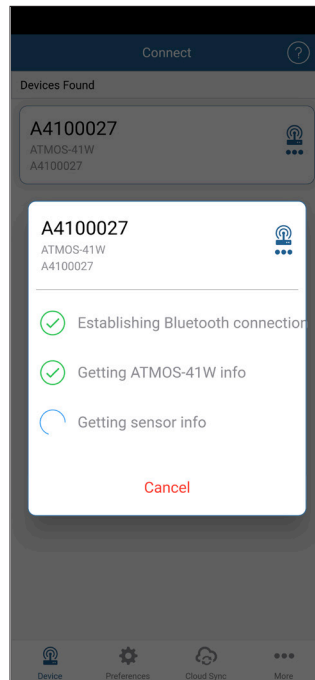 Connect
?
Devices Found
A4100027
ATMOS-41W
A4100027
A4100027
ATMOS-41W
A4100027
Establishing Bluetooth connection
Getting ATMOS-41W info
Getting sensor info
Cancel
Device Preferences Cloud Sync More